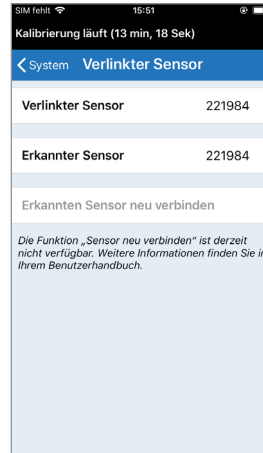 SIM fehlt 15:51
Kalibrierung läuft (13 min, 18 Sek)
System Verlinkter Sensor
Verlinkter Sensor 221984
Erkannter Sensor 221984
Erkannten Sensor neu verbinden
Die Funktion „Sensor neu verbinden“ ist derzeit
nicht verfügbar. Weitere Informationen finden Sie in
Ihrem Benutzerhandbuch.